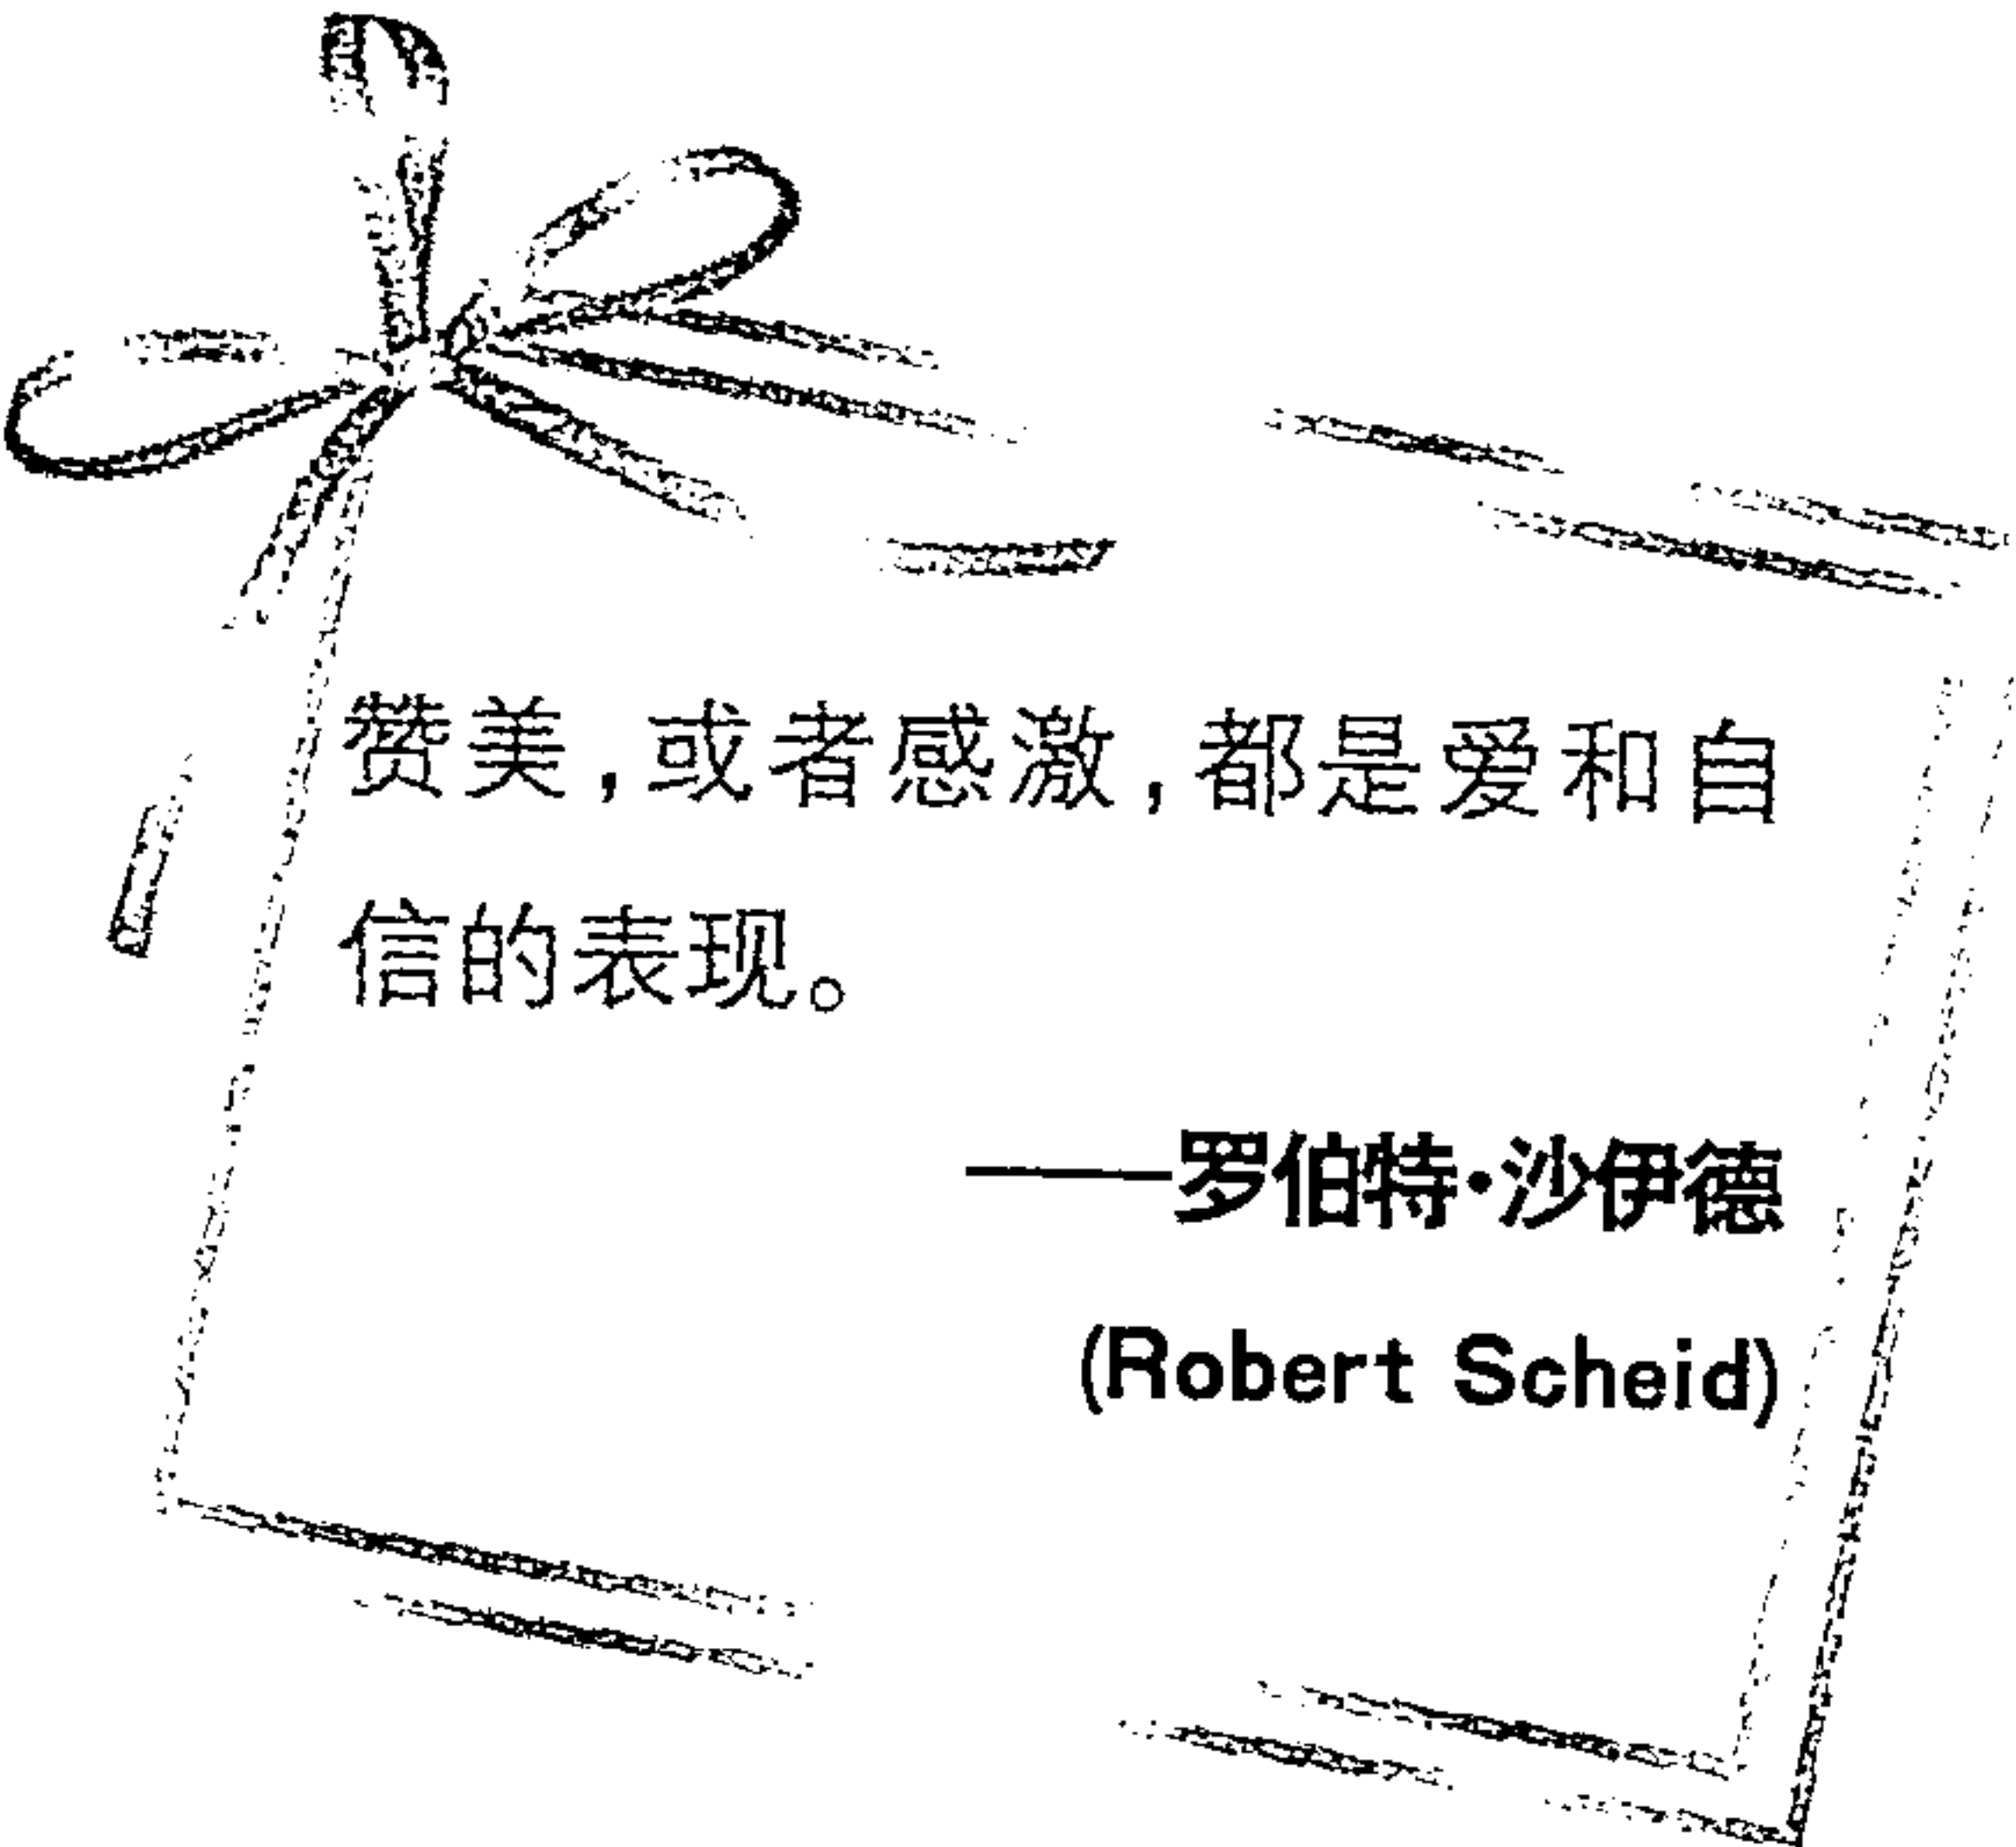 赞美,或者感激,都是爱和自
信的表现。
——罗伯特·沙伊德
(Robert Scheid)